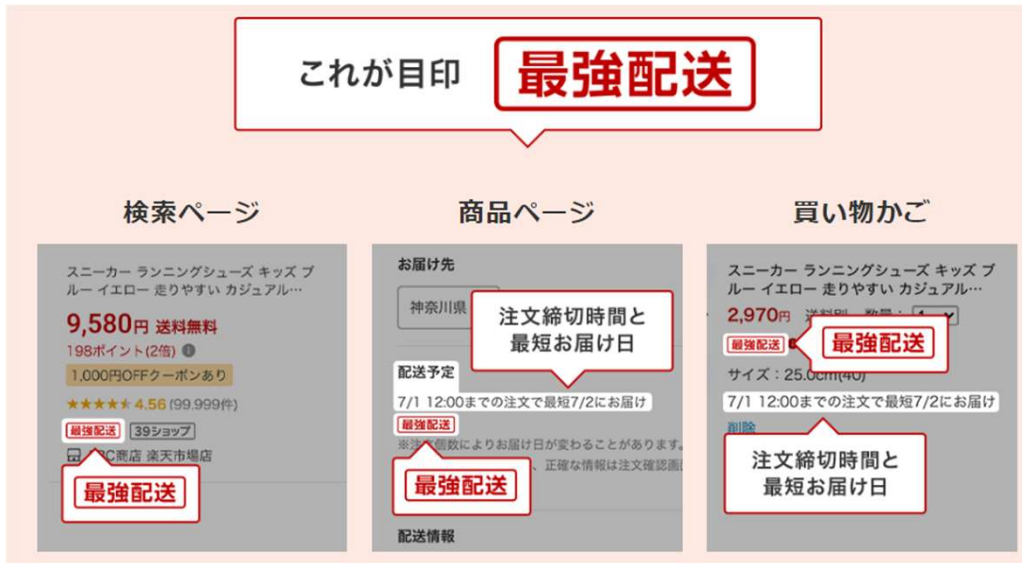 これが目印 最強配送
検索ページ
スニーカー ランニングシューズ キッズ ブ
ルー イエロー 走りやすい カジュアル…
9,580円 送料無料
198ポイント(2倍)
1,000円OFFクーポンあり
4.56 (99,999件)
最強配送 39ショップ
C商店 楽天市場店
最強配送
商品ページ
お届け先
神奈川県
注文締切時間と
最短お届け日
配送予定
7/1 12:00までの注文で最短7/2にお届け
最強配送
個数によりお届け日が変わることがあります。
、正確な情報は注文確認画
最強配送
配送情報
買い物かご
スニーカー ランニングシューズ キッズ ブ
ルー イエロー 走りやすい カジュアル…
2,970円 送料別 数量：1
最強配送
最強配送
サイズ：25.0cm(40)
7/1 12:00までの注文で最短7/2にお届け
削除
注文締切時間と
最短お届け日